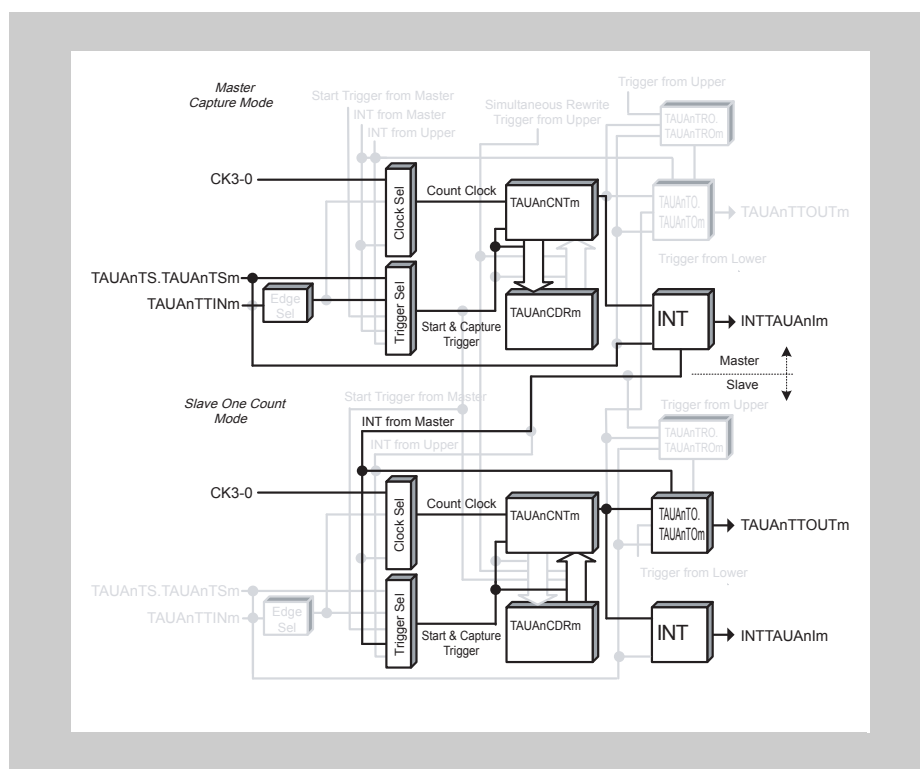 Master
Capture Mode
Start Trigger from Master
INT from Master
INT from Upper
Simultaneous Rewrite
Trigger from Upper
Trigger from Upper
TAUAnTRO.
TAUAnTROm
CK3-0
Clock Sel
Count Clock
TAUAnCNTm
TAUAnTO.
TAUAnTOm
TAUAnTTOUTm
Trigger from Lower
TAUAnTS.TAUAnTSm
TAUAnTTINm
Edge
Sel
Trigger Sel
Start & Capture
Trigger
TAUAnCDRm
INT
INTTAUAnIm
Master
Slave
Slave One Count
Mode
Start Trigger from Master
INT from Master
INT from Upper
Trigger from Upper
TAUAnTRO.
TAUAnTROm
CK3-0
Clock Sel
Count Clock
TAUAnCNTm
TAUAnTO.
TAUAnTOm
TAUAnTTOUTm
Trigger from Lower
TAUAnTS.TAUAnTSm
TAUAnTTINm
Edge
Sel
Trigger Sel
Start & Capture
Trigger
TAUAnCDRm
INT
INTTAUAnIm